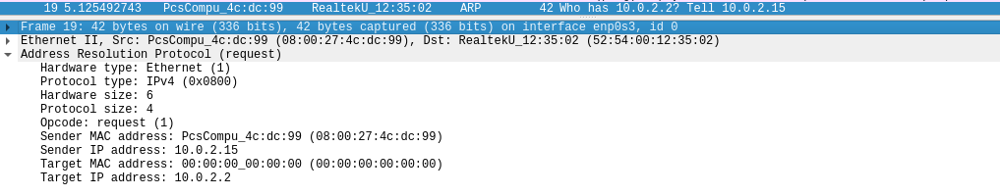 19 5.125492743 PcsCompu_4c:dc:99 RealtekU_12:35:02 ARP 42 Who has 10.0.2.2? Tell 10.0.2.15
Frame 19: 42 bytes on wire (336 bits), 42 bytes captured (336 bits) on interface enp0s3, id 0
Ethernet II, Src: PcsCompu_4c:dc:99 (08:00:27:4c:dc:99), Dst: RealtekU_12:35:02 (52:54:00:12:35:02)
Address Resolution Protocol (request)
Hardware type: Ethernet (1)
Protocol type: IPv4 (0x0800)
Hardware size: 6
Protocol size: 4
Opcode: request (1)
Sender MAC address: PcsCompu_4c:dc:99 (08:00:27:4c:dc:99)
Sender IP address: 10.0.2.15
Target MAC address: 00:00:00_00:00:00 (00:00:00:00:00:00)
Target IP address: 10.0.2.2